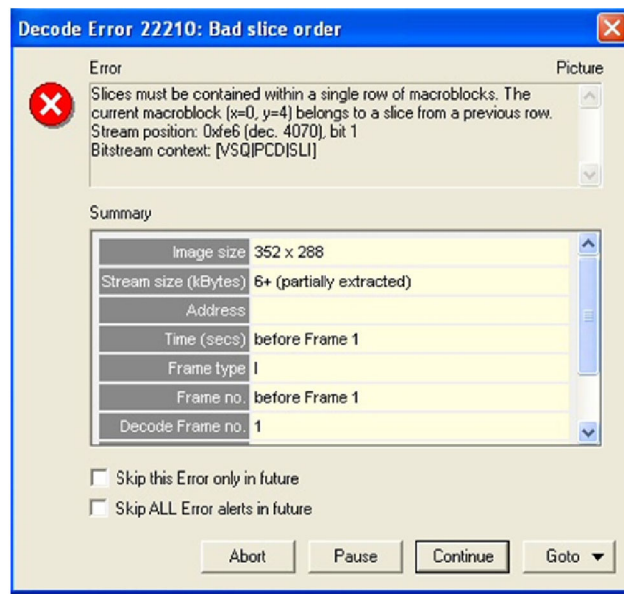 Decode Error 22210: Bad slice order
Error
Picture
Slices must be contained within a single row of macroblocks. The
current macroblock (x=0, y=4) belongs to a slice from a previous row.
Stream position: 0xfe6 (dec. 4070), bit 1
Bitstream context: [VSQ|PCD|SLI]
Summary
Image size 352 x 288
Stream size (kBytes) 6+ (partially extracted)
Address
Time (secs) before Frame 1
Frame type I
Frame no. before Frame 1
Decode Frame no. 1
Skip this Error only in future
Skip ALL Error alerts in future
Abort Pause Continue Goto